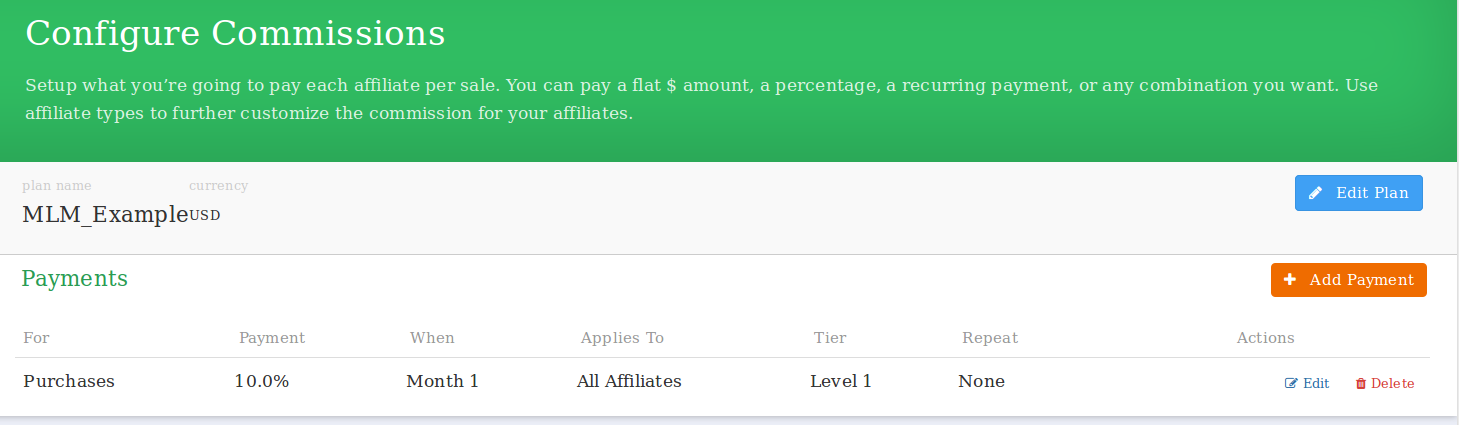 Configure Commissions
Setup what you’re going to pay each affiliate per sale. You can pay a flat $ amount, a percentage, a recurring payment, or any combination you want. Use
affiliate types to further customize the commission for your affiliates.
plan name currency
MLM_Example USD
Edit Plan
Payments
Add Payment
For Payment When Applies To Tier Repeat Actions
Purchases 10.0% Month 1 All Affiliates Level 1 None Edit Delete